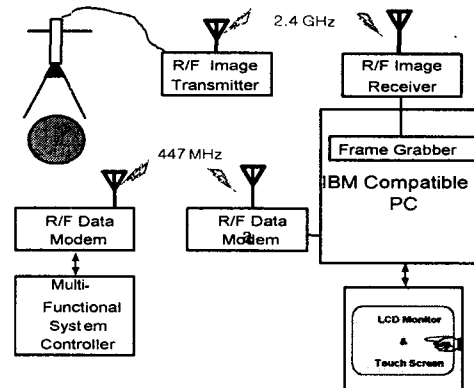 2.4 GHz
R/F Image
Transmitter
R/F Image
Receiver
Frame Grabber
IBM Compatible
PC
447 MHz
R/F Data
Modem
R/F Data
Modem
a
Multi-
Functional
System
Controller
LCD Monitor
&
Touch Screen